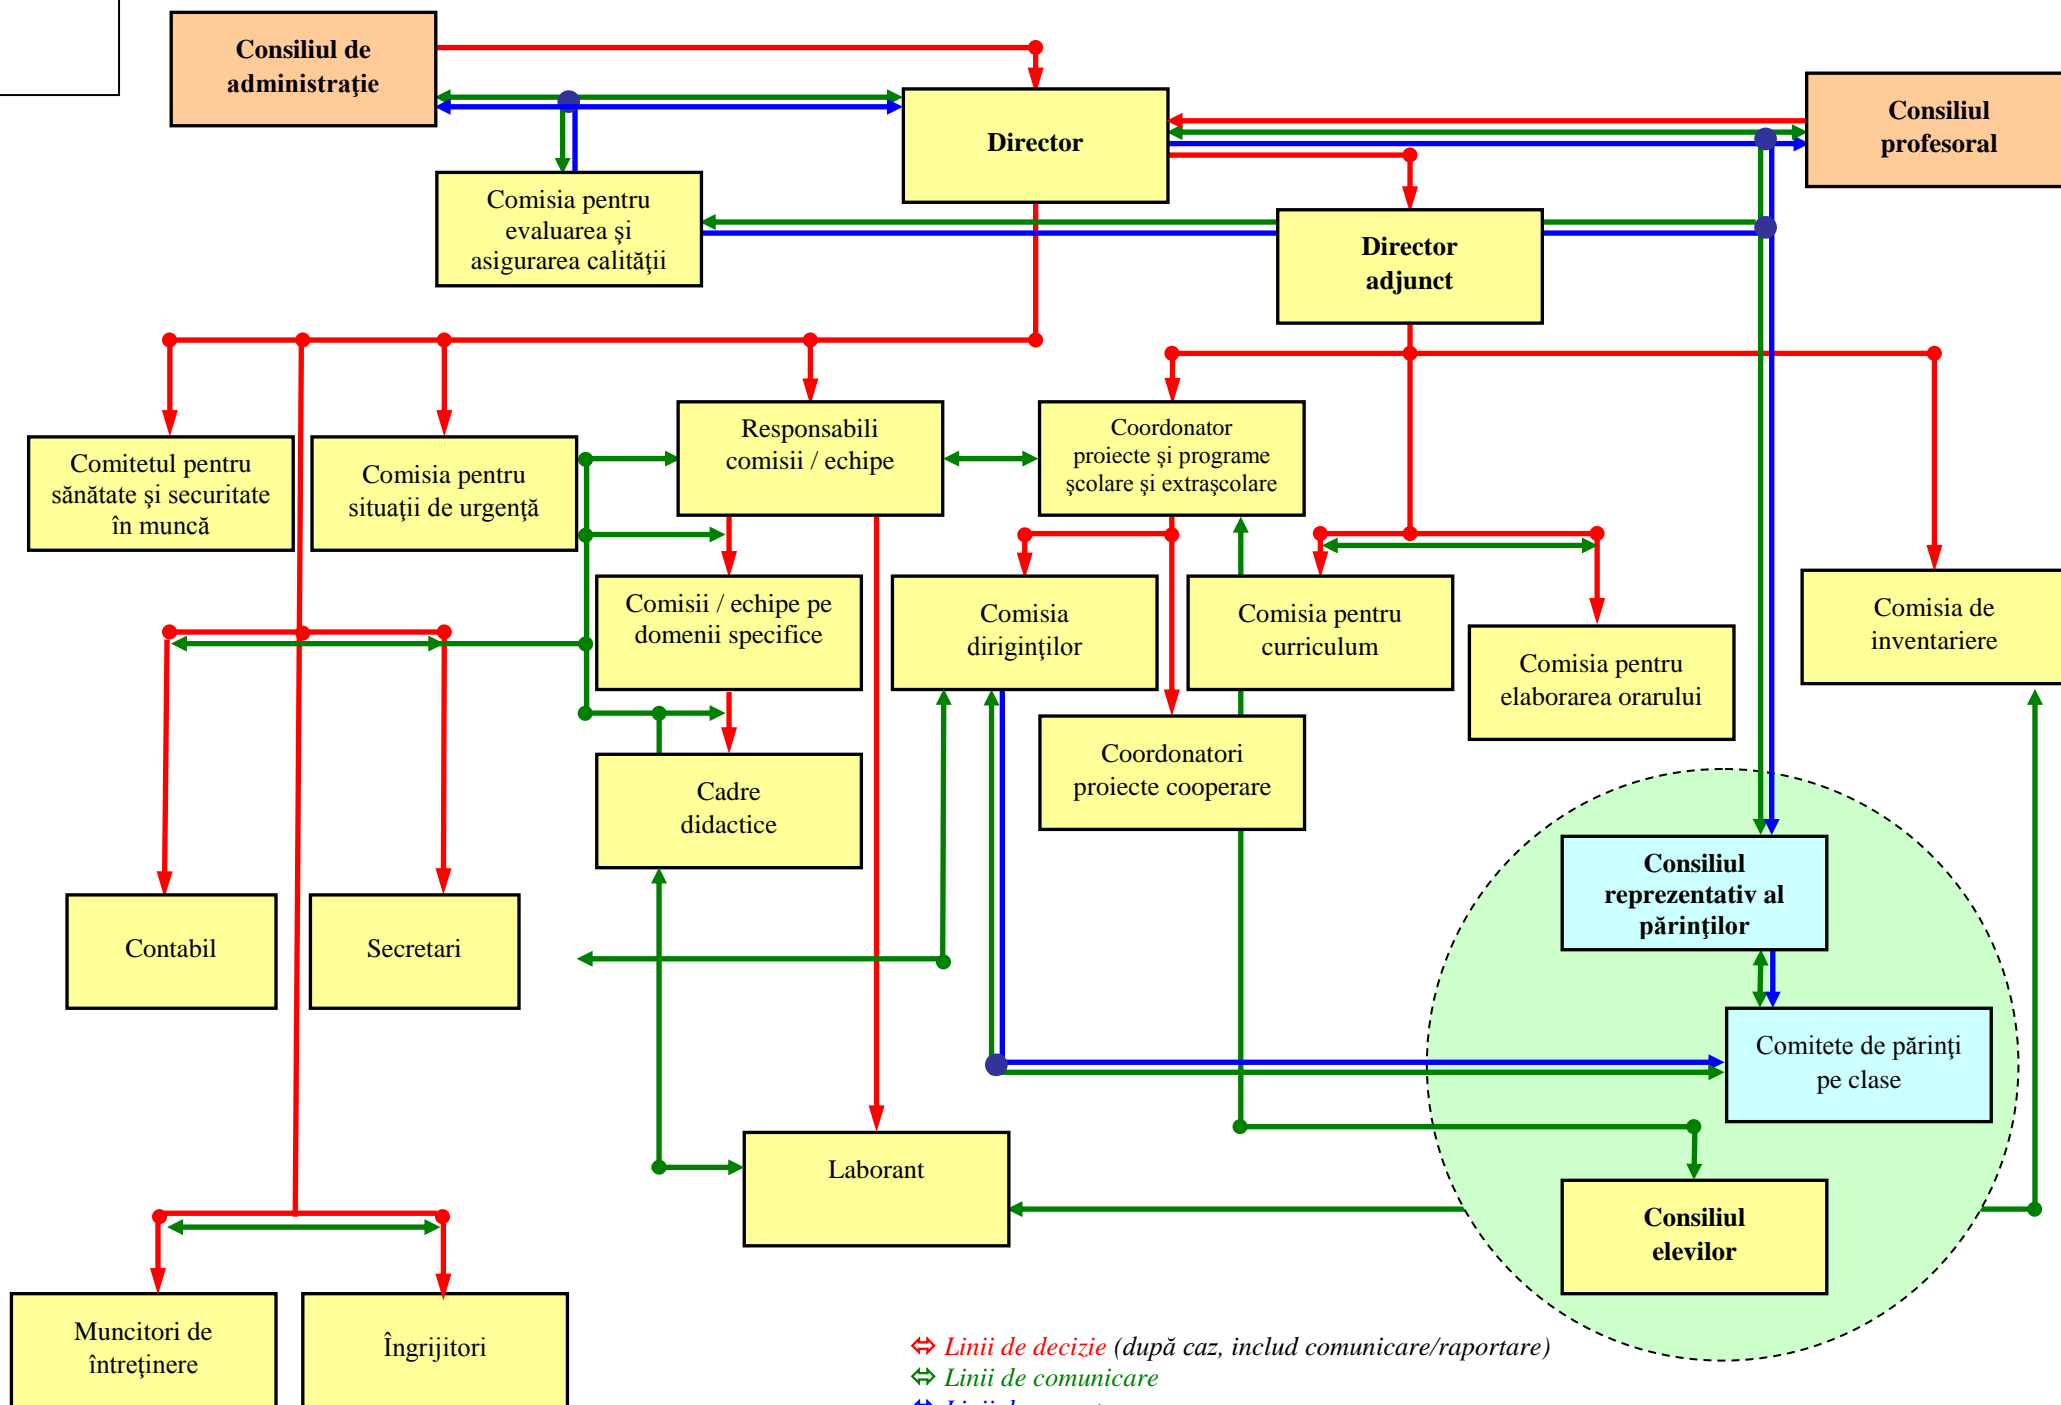 Consiliul de
administraţie
Director
Consiliul
profesoral
Comisia pentru
evaluarea şi
asigurarea calităţii
Director
adjunct
Comitetul pentru
sănătate şi securitate
în muncă
Comisia pentru
situaţii de urgenţă
Responsabili
comisii / echipe
Coordonator
proiecte şi programe
şcolare şi extraşcolare
Comisii / echipe pe
domenii specifice
Comisia
diriginţilor
Comisia pentru
curriculum
Comisia pentru
elaborarea orarului
Comisia de
inventariere
Cadre
didactice
Coordonatori
proiecte cooperare
Contabil
Secretari
Consiliul
reprezentativ al
părinţilor
Comitete de părinţi
pe clase
Laborant
Consiliul
elevilor
Muncitori de
întreţinere
Îngrijitori
Linii de decizie (după caz, includ comunicare/raportare)
Linii de comunicare